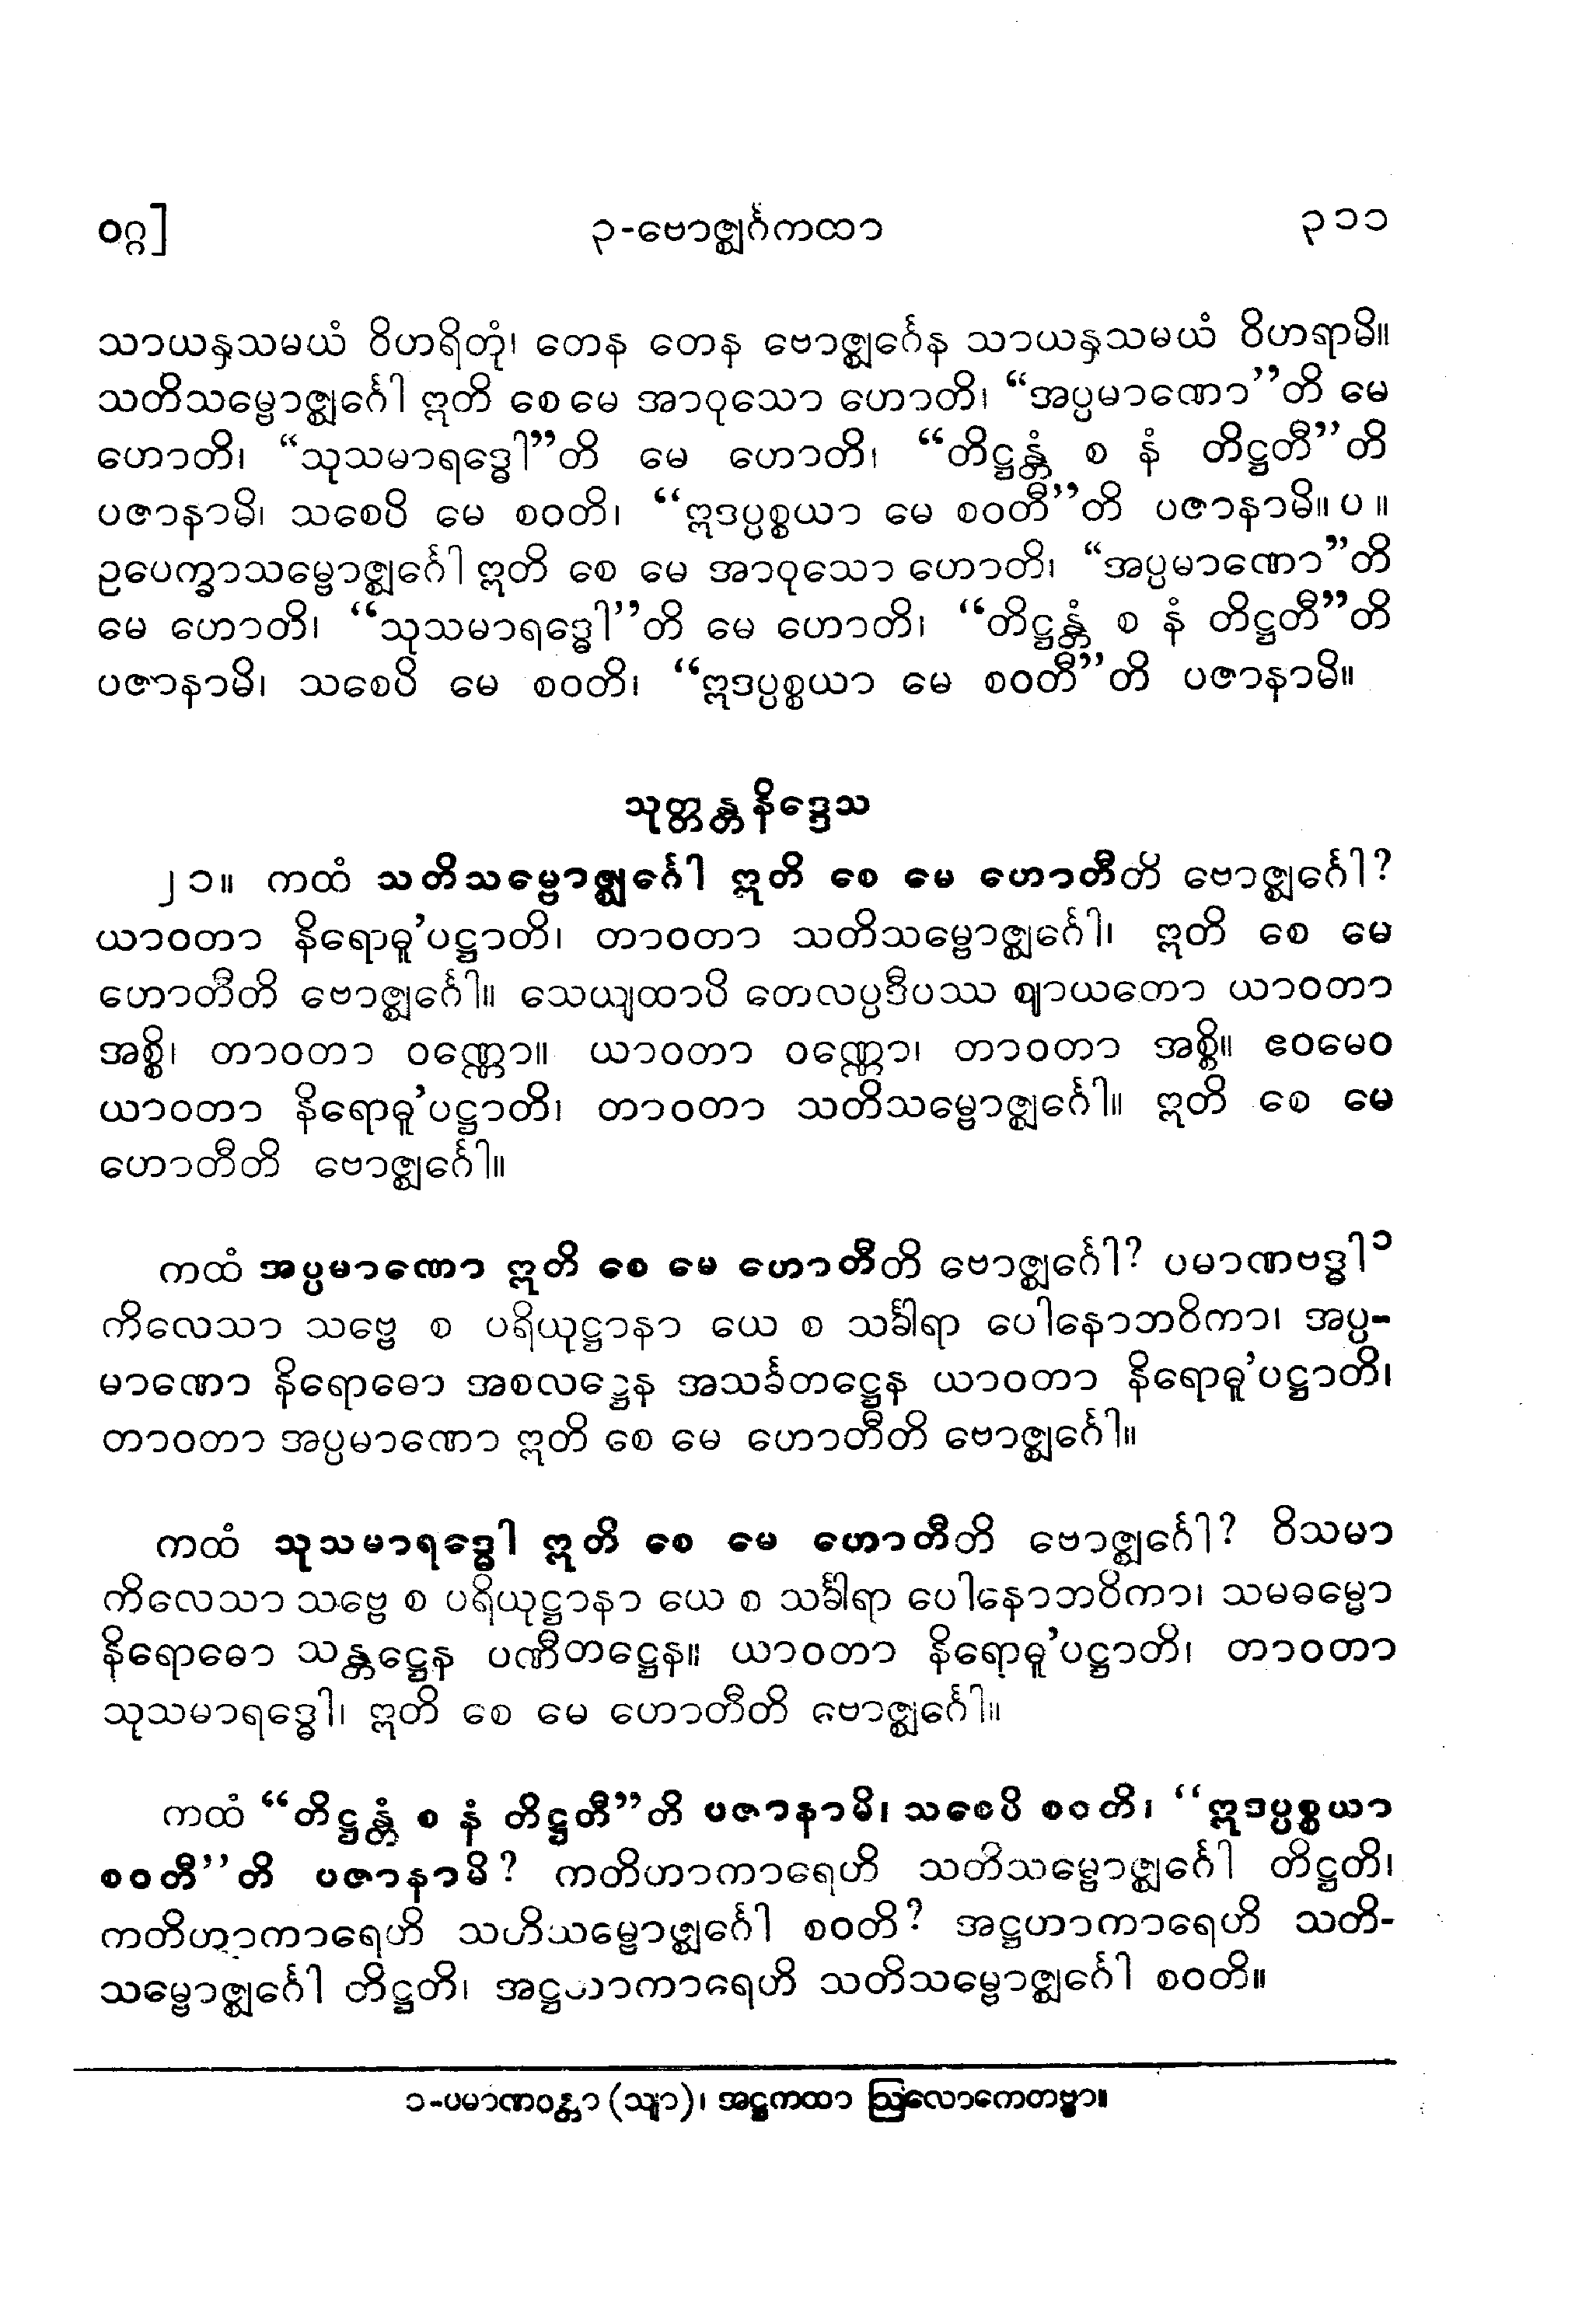 ဝဂ္ဂ]
၃-ဗောဇ္ဈင်္ဂကထာ
၃၁၁
သာယနှသမယံ ဝိဟရိတုံ၊ တေန တေန ဗောဇ္ဈင်္ဂေန သာယနှသမယံ ဝိဟရာမိ။
သတိသမ္ဗောဇ္ဈင်္ဂေါ ဣတိ စေ မေ အာဝုသော ဟောတိ၊ “အပ္ပမာဏော”တိ မေ
ဟောတိ၊ “သုသမာရဒ္ဓေါ”တိ မေ ဟောတိ၊ “တိဋ္ဌန္တံ စ နံ တိဋ္ဌတီ”တိ
ပဇာနာမိ၊ သစေပိ မေ စဝတိ၊ “ဣဒပ္ပစ္စယာ မေ စဝတီ”တိ ပဇာနာမိ။ ပ ။
ဥပေက္ခာသမ္ဗောဇ္ဈင်္ဂေါ ဣတိ စေ မေ အာဝုသော ဟောတိ၊ “အပ္ပမာဏော”တိ
မေ ဟောတိ၊ “သုသမာရဒ္ဓေါ”တိ မေ ဟောတိ၊ “တိဋ္ဌန္တံ စ နံ တိဋ္ဌတီ”တိ
ပဇာနာမိ၊ သစေပိ မေ စဝတိ၊ “ဣဒပ္ပစ္စယာ မေ စဝတီ”တိ ပဇာနာမိ။
သုတ္တန္တနိဒ္ဒေသ
၂၁။ ကထံ သတိသမ္ဗောဇ္ဈင်္ဂေါ ဣတိ စေ မေ ဟောတီတိ ဗောဇ္ဈင်္ဂေါ?
ယာဝတာ နိရောဓူ’ပဋ္ဌာတိ၊ တာဝတာ သတိသမ္ဗောဇ္ဈင်္ဂေါ၊ ဣတိ စေ မေ
ဟောတီတိ ဗောဇ္ဈင်္ဂေါ။ သေယျထာပိ တေလပ္ပဒီပဿ ဈာယတော ယာဝတာ
အစ္စိ၊ တာဝတာ ဝဏ္ဏော။ ယာဝတာ ဝဏ္ဏော၊ တာဝတာ အစ္စိ။ ဧဝမေဝ
ယာဝတာ နိရောဓူ’ပဋ္ဌာတိ၊ တာဝတာ သတိသမ္ဗောဇ္ဈင်္ဂေါ။ ဣတိ စေ မေ
ဟောတီတိ ဗောဇ္ဈင်္ဂေါ။
ကထံ အပ္ပမာဏော ဣတိ စေ မေ ဟောတီတိ ဗောဇ္ဈင်္ဂေါ? ပမာဏဗဒ္ဓါ၁
ကိလေသာ သဗ္ဗေ စ ပရိယုဋ္ဌာနာ ယေ စ သင်္ခါရာ ပေါနောဘဝိကာ၊ အပ္ပ-
မာဏော နိရောဓော အစလဋ္ဌေန အသင်္ခတဋ္ဌေန ယာဝတာ နိရောဓူ’ပဋ္ဌာတိ၊
တာဝတာ အပ္ပမာဏော ဣတိ စေ မေ ဟောတီတိ ဗောဇ္ဈင်္ဂေါ။
ကထံ သုသမာရဒ္ဓေါ ဣတိ စေ မေ ဟောတီတိ ဗောဇ္ဈင်္ဂေါ? ဝိသမာ
ကိလေသာ သဗ္ဗေ စ ပရိယုဋ္ဌာနာ ယေ စ သင်္ခါရာ ပေါနောဘဝိကာ၊ သမဓမ္မော
နိရောဓော သန္တဋ္ဌေန ပဏီတဋ္ဌေန။ ယာဝတာ နိရောဓူ’ပဋ္ဌာတိ၊ တာဝတာ
သုသမာရဒ္ဓေါ၊ ဣတိ စေ မေ ဟောတီတိ ဗောဇ္ဈင်္ဂေါ။
ကထံ “တိဋ္ဌန္တံ စ နံ တိဋ္ဌတီ”တိ ပဇာနာမိ၊ သစေပိ စဝတိ၊ “ဣဒပ္ပစ္စယာ
စဝတီ”တိ ပဇာနာမိ? ကတိဟာကာရေဟိ သတိသမ္ဗောဇ္ဈင်္ဂေါ တိဋ္ဌတိ၊
ကတိဟာကာရေဟိ သတိသမ္ဗောဇ္ဈင်္ဂေါ စဝတိ? အဋ္ဌဟာကာရေဟိ သတိ-
သမ္ဗောဇ္ဈင်္ဂေါ တိဋ္ဌတိ၊ အဋ္ဌဟာကာရေဟိ သတိသမ္ဗောဇ္ဈင်္ဂေါ စဝတိ။
၁-ပမာဏဝန္တာ (သျာ)၊ အဋ္ဌကထာ ဩလောကေတဗ္ဗာ။